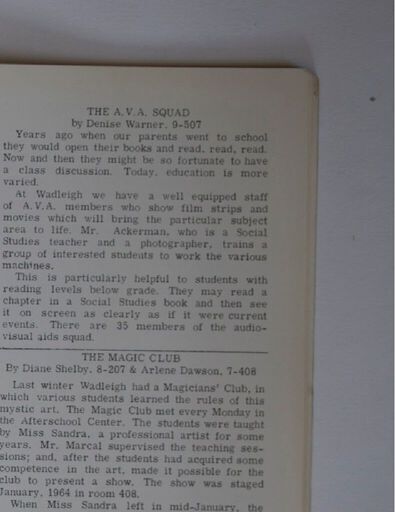 THE A.V.A. SQUAD
by Denise Warner, 9-507
Years ago when our parents went to school
they would open their books and read, read, read.
Now and then they might be so fortunate to have
a class discussion. Today, education is more
varied.
At Wadleigh we have a well equipped staff
of A.V.A. members who show film strips and
movies which will bring the particular subject
area to life. Mr. Ackerman, who is a Social
Studies teacher and a photographer, trains a
group of interested students to work the various
machines.
This is particularly helpful to students with
reading levels below grade. They may read a
chapter in a Social Studies book and then see
it on screen as clearly as if it were current
events. There are 35 members of the audio-
visual aids squad.
THE MAGIC CLUB
By Diane Shelby, 8-207 & Arlene Dawson, 7-408
Last winter Wadleigh had a Magicians' Club, in
which various students learned the rules of this
mystic art. The Magic Club met every Monday in
the Afterschool Center. The students were taught
by Miss Sandra, a professional artist for some
years. Mr. Marcal supervised the teaching ses-
sions; and, after the students had acquired some
competence in the art, made it possible for the
club to present a show. The show was staged
January, 1964 in room 408.
When Miss Sandra left in mid-January, the